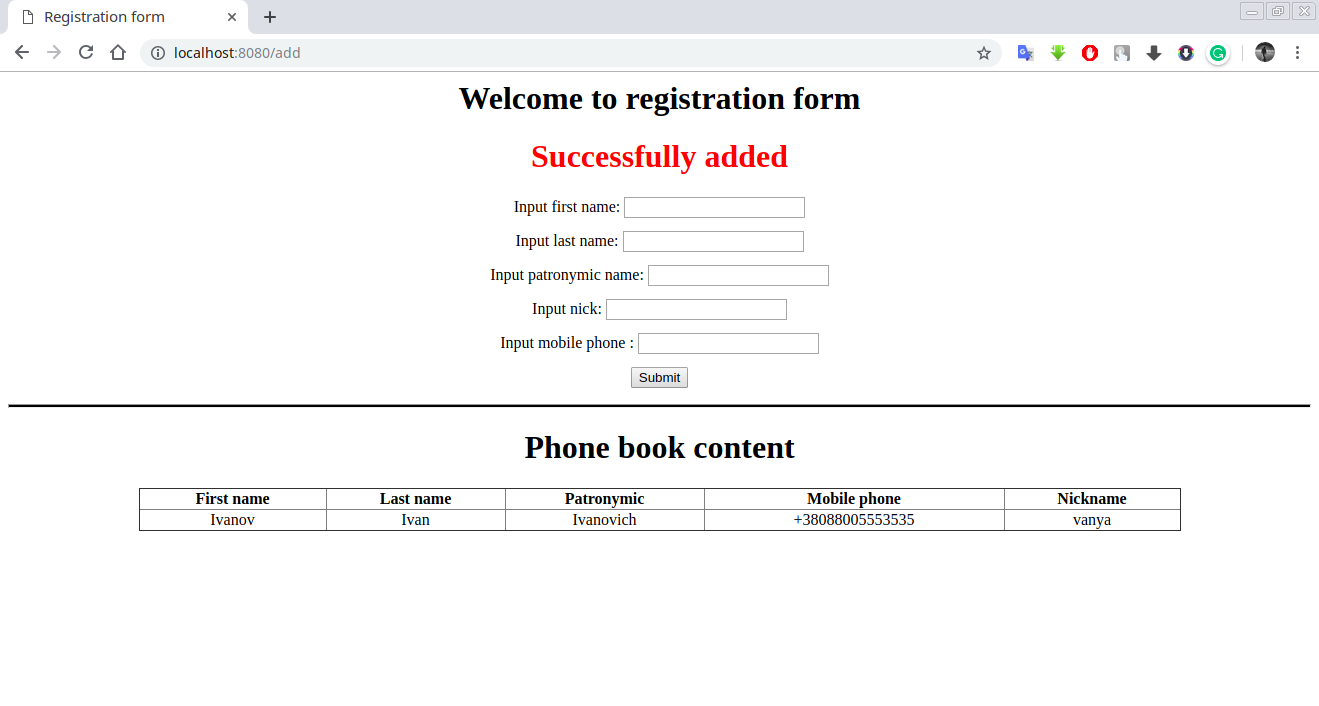 Registration form
localhost:8080/add
Welcome to registration form
Successfully added
Input first name:
Input last name:
Input patronymic name:
Input nick:
Input mobile phone :
Submit
Phone book content
First name Last name Patronymic Mobile phone Nickname
Ivanov Ivan Ivanovich +38088005553535 vanya